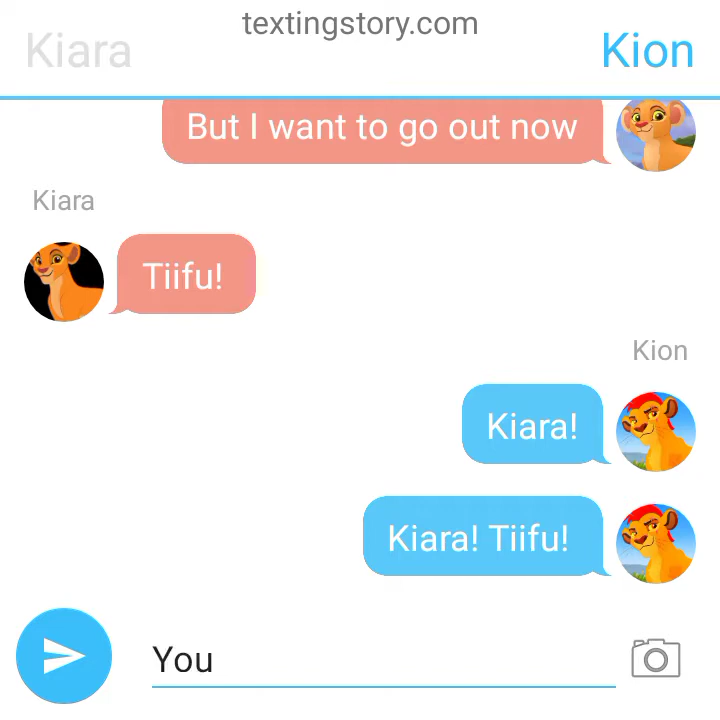 textingstory.com
Kiara
Kion
But I want to go out now
Kiara
Tiifu!
Kion
Kiara!
Kiara! Tiifu!
You